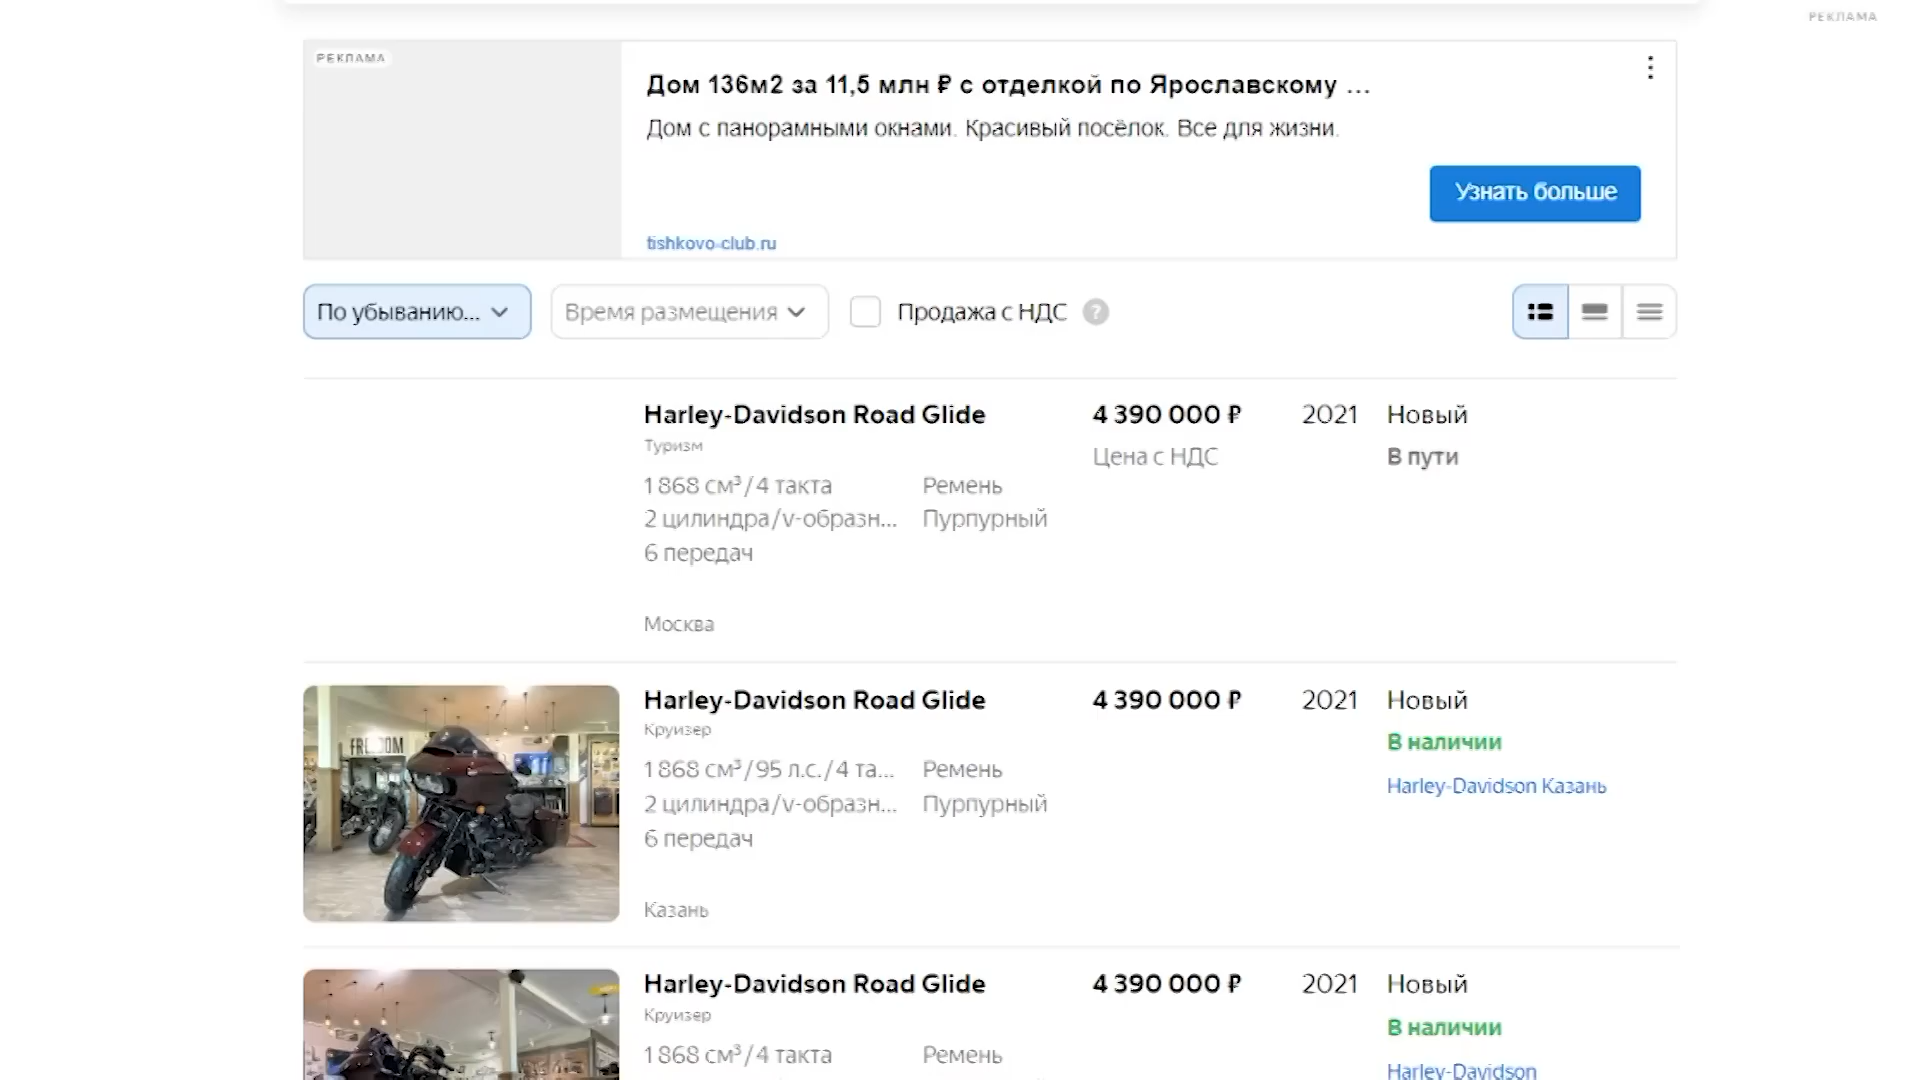 РЕКЛАМА
РЕКЛАМА
Дом 136м2 за 11,5 млн ₽ с отделкой по Ярославскому ...
Дом с панорамными окнами. Красивый посёлок. Все для жизни.
Узнать больше
tishkovo-club.ru
По убыванию...
Время размещения
Продажа с НДС
?
Harley-Davidson Road Glide
4 390 000 ₽
2021
Новый
Туризм
Цена с НДС
В пути
1 868 см³/4 такта
Ремень
2 цилиндра/v-образн...
Пурпурный
6 передач
Москва
Harley-Davidson Road Glide
4 390 000 ₽
2021
Новый
Круизер
В наличии
1 868 см³/95 л.с./4 та...
Ремень
Harley-Davidson Казань
2 цилиндра/v-образн...
Пурпурный
6 передач
Казань
FREEDOM
Harley-Davidson Road Glide
4 390 000 ₽
2021
Новый
Круизер
В наличии
1 868 см³/4 такта
Ремень
Harley-Davidson